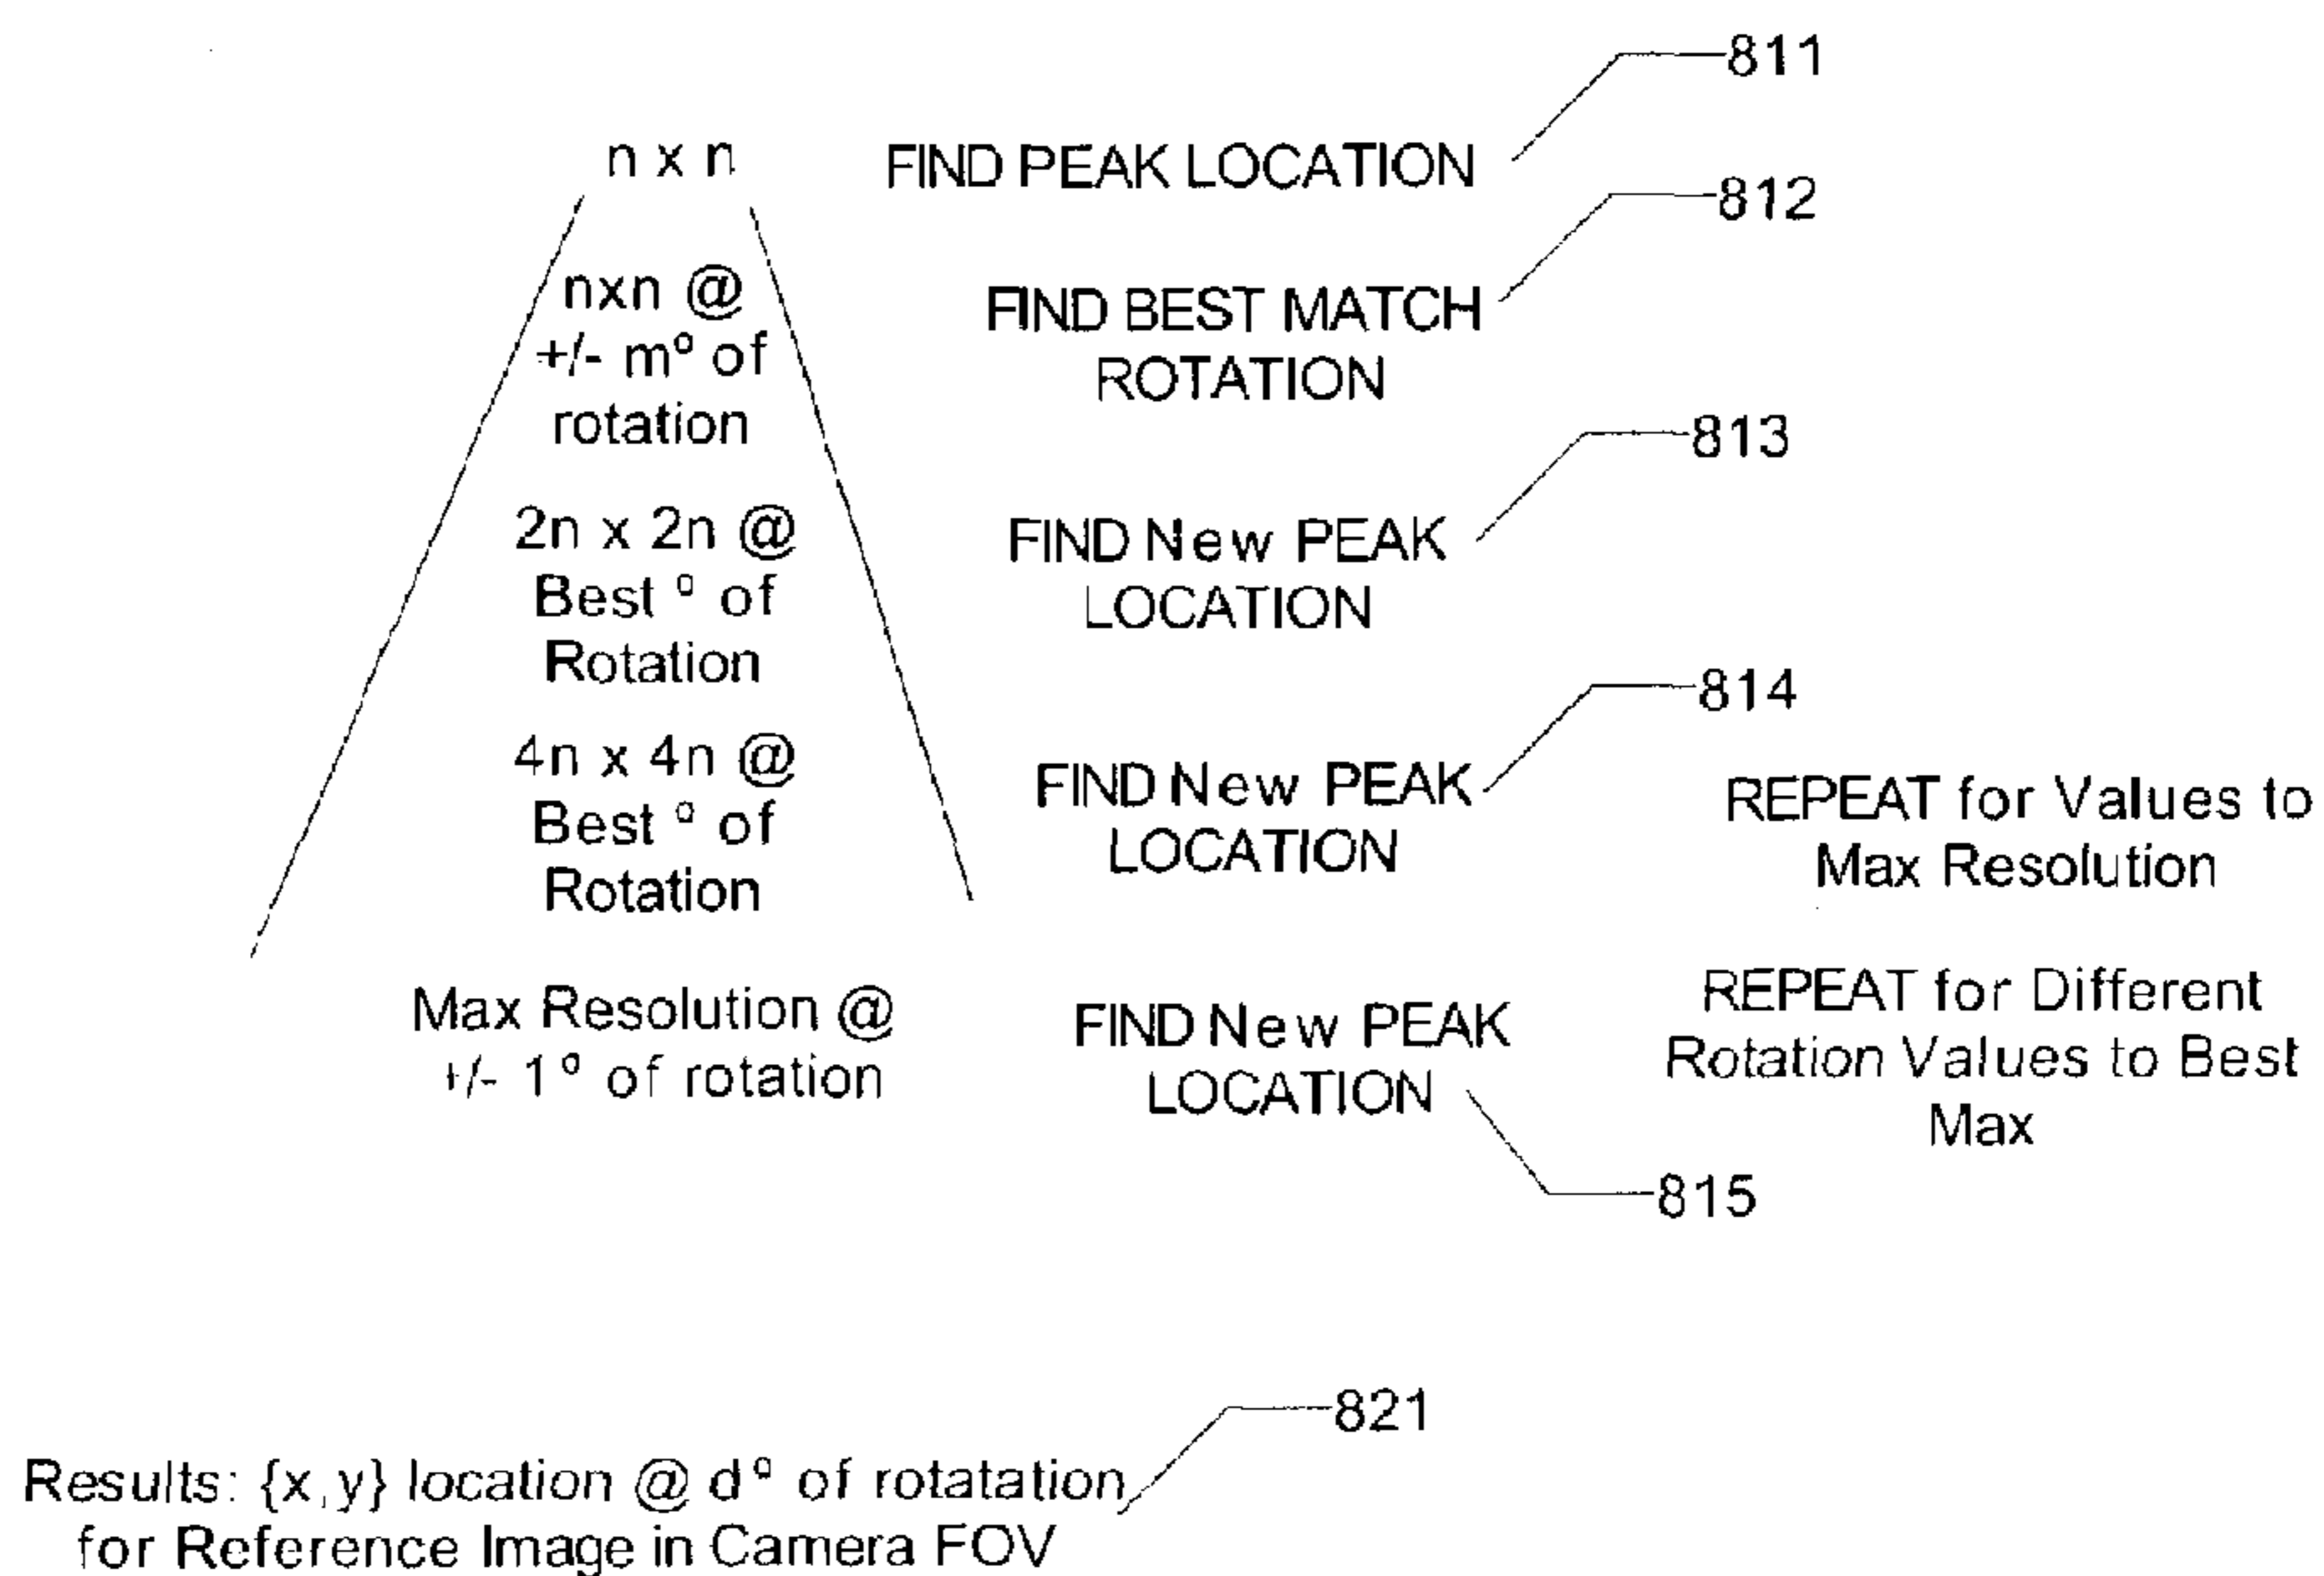 811
n x n
FIND PEAK LOCATION
812
nxn @
+/- mº of
rotation
FIND BEST MATCH
ROTATION
813
2n x 2n @
Best º of
Rotation
FIND New PEAK
LOCATION
814
4n x 4n @
Best º of
Rotation
FIND New PEAK
LOCATION
REPEAT for Values to
Max Resolution
Max Resolution @
+/- 1º of rotation
FIND New PEAK
LOCATION
REPEAT for Different
Rotation Values to Best
Max
815
821
Results: {x,y} location @ dº of rotatation
for Reference Image in Camera FOV